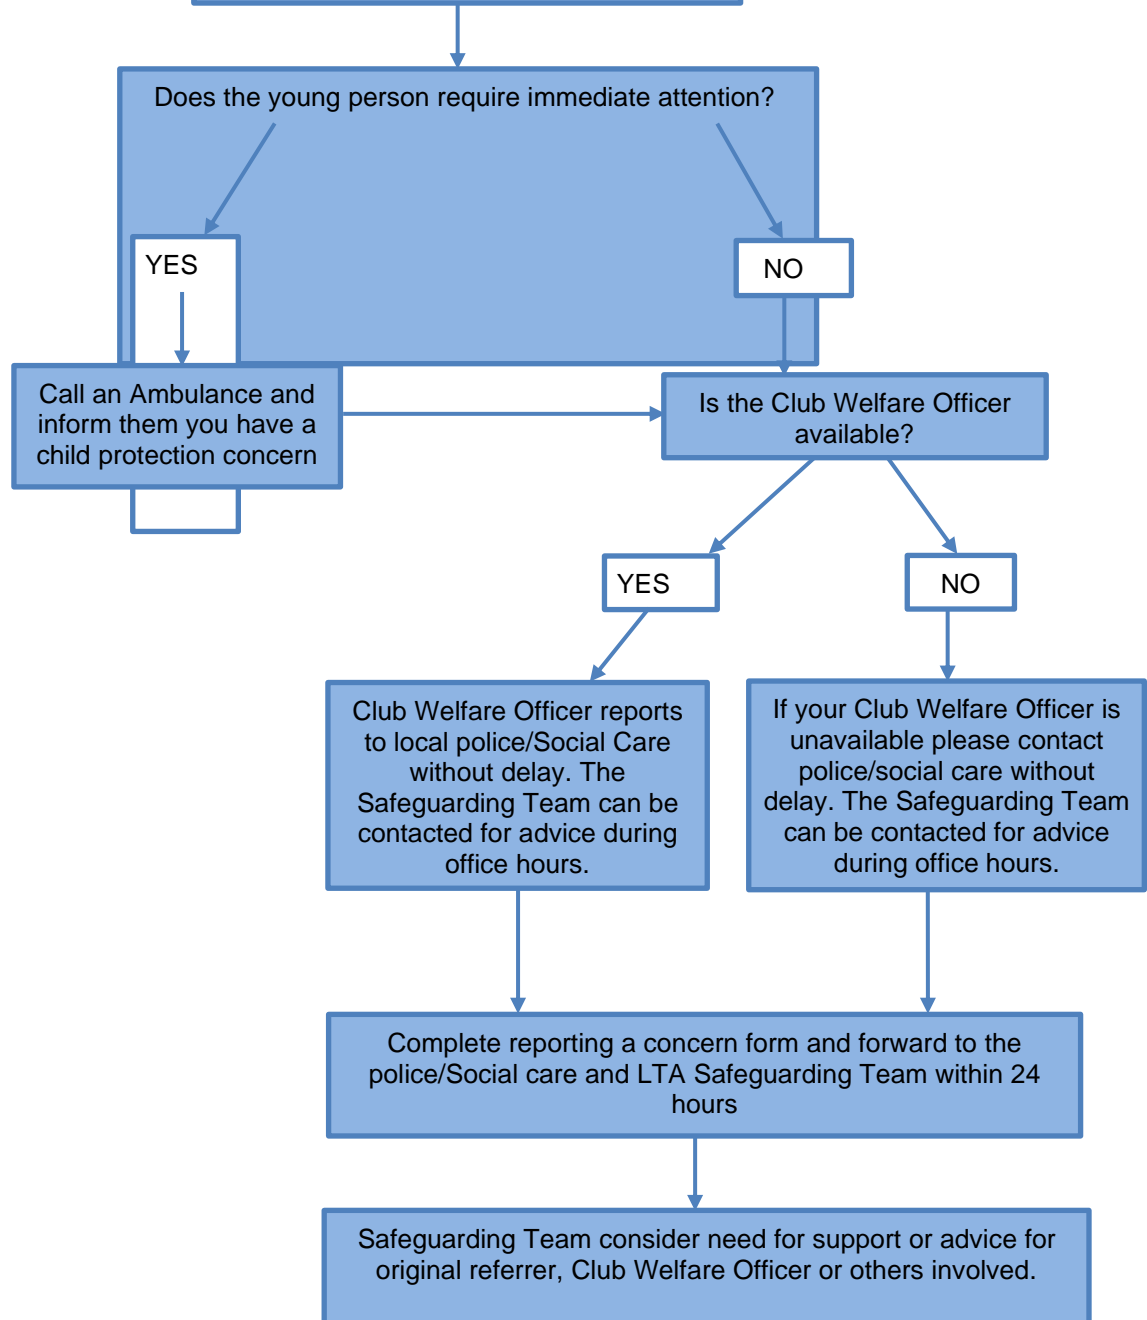 Does the young person require immediate attention?
YES
NO
Call an Ambulance and
inform them you have a
child protection concern
Is the Club Welfare Officer
available?
YES
NO
Club Welfare Officer reports
to local police/Social Care
without delay. The
Safeguarding Team can be
contacted for advice during
office hours.
If your Club Welfare Officer is
unavailable please contact
police/social care without
delay. The Safeguarding Team
can be contacted for advice
during office hours.
Complete reporting a concern form and forward to the
police/Social care and LTA Safeguarding Team within 24
hours
Safeguarding Team consider need for support or advice for
original referrer, Club Welfare Officer or others involved.